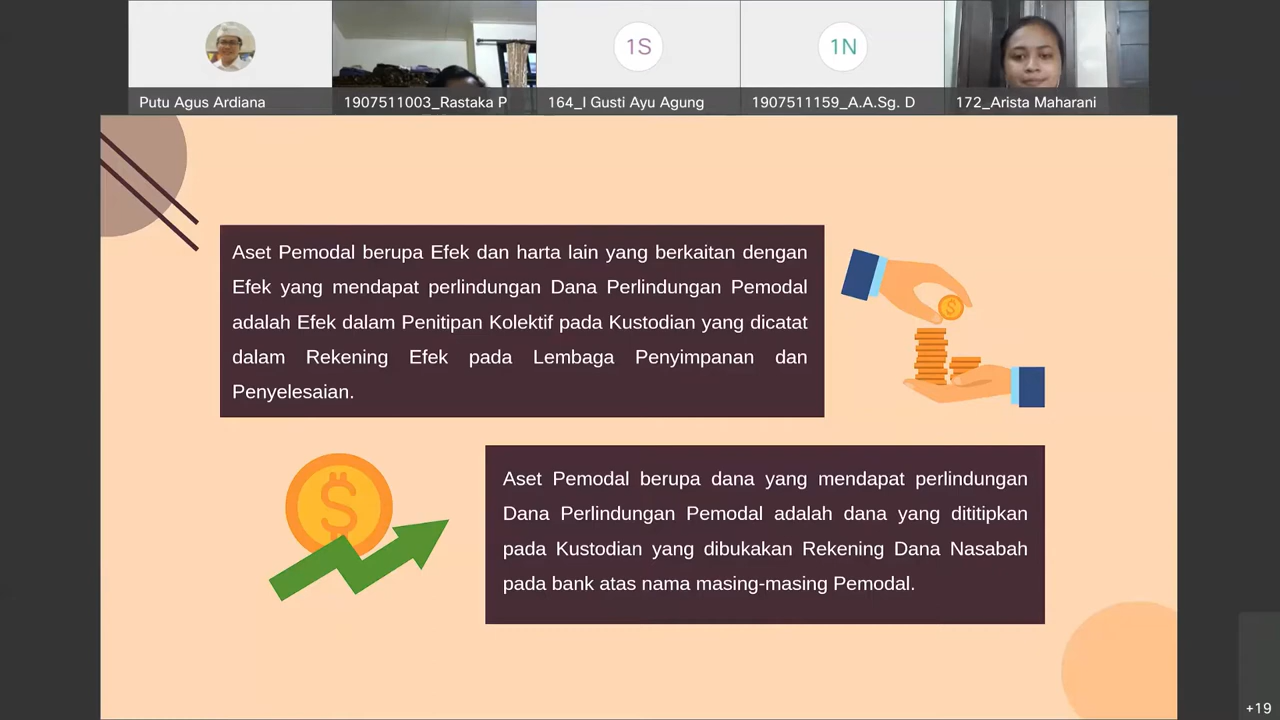 1S
1N
Putu Agus Ardiana
1907511003_Rastaka P
164_I Gusti Ayu Agung
1907511159_A.A.Sg. D
172_Arista Maharani
Aset Pemodal berupa Efek dan harta lain yang berkaitan dengan
Efek yang mendapat perlindungan Dana Perlindungan Pemodal
adalah Efek dalam Penitipan Kolektif pada Kustodian yang dicatat
dalam Rekening Efek pada Lembaga Penyimpanan dan
Penyelesaian.
$
$
Aset Pemodal berupa dana yang mendapat perlindungan
Dana Perlindungan Pemodal adalah dana yang dititipkan
pada Kustodian yang dibukakan Rekening Dana Nasabah
pada bank atas nama masing-masing Pemodal.
+19